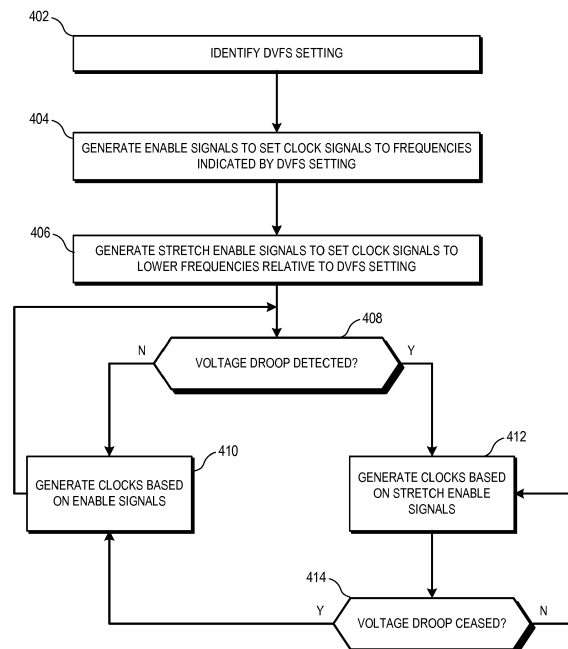 402
IDENTIFY DVFS SETTING
404
GENERATE ENABLE SIGNALS TO SET CLOCK SIGNALS TO FREQUENCIES
INDICATED BY DVFS SETTING
406
GENERATE STRETCH ENABLE SIGNALS TO SET CLOCK SIGNALS TO
LOWER FREQUENCIES RELATIVE TO DVFS SETTING
408
N
VOLTAGE DROOP DETECTED?
Y
410
GENERATE CLOCKS BASED
ON ENABLE SIGNALS
412
GENERATE CLOCKS BASED
ON STRETCH ENABLE
SIGNALS
414
Y
VOLTAGE DROOP CEASED?
N